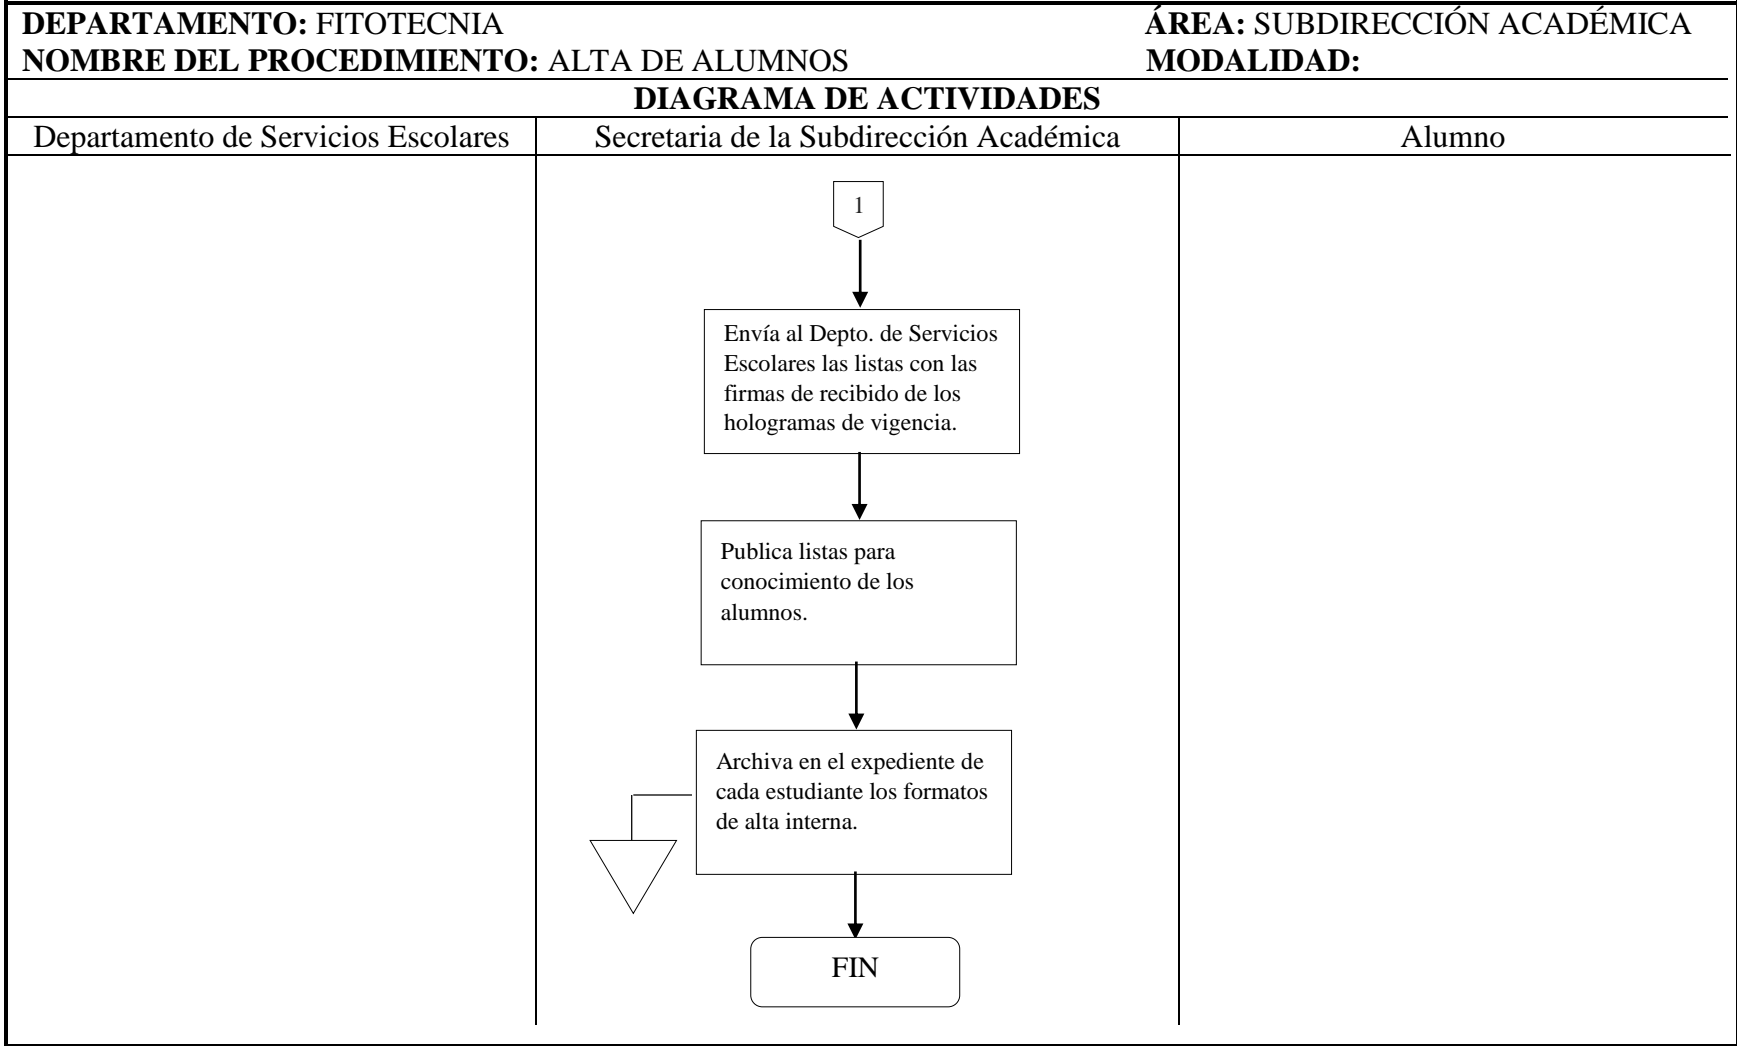 DEPARTAMENTO: FITOTECNIA ÁREA: SUBDIRECCIÓN ACADÉMICA
NOMBRE DEL PROCEDIMIENTO: ALTA DE ALUMNOS MODALIDAD:
DIAGRAMA DE ACTIVIDADES
Departamento de Servicios Escolares Secretaria de la Subdirección Académica Alumno
1
Envía al Depto. de Servicios
Escolares las listas con las
firmas de recibido de los
hologramas de vigencia.
Publica listas para
conocimiento de los
alumnos.
Archiva en el expediente de
cada estudiante los formatos
de alta interna.
FIN